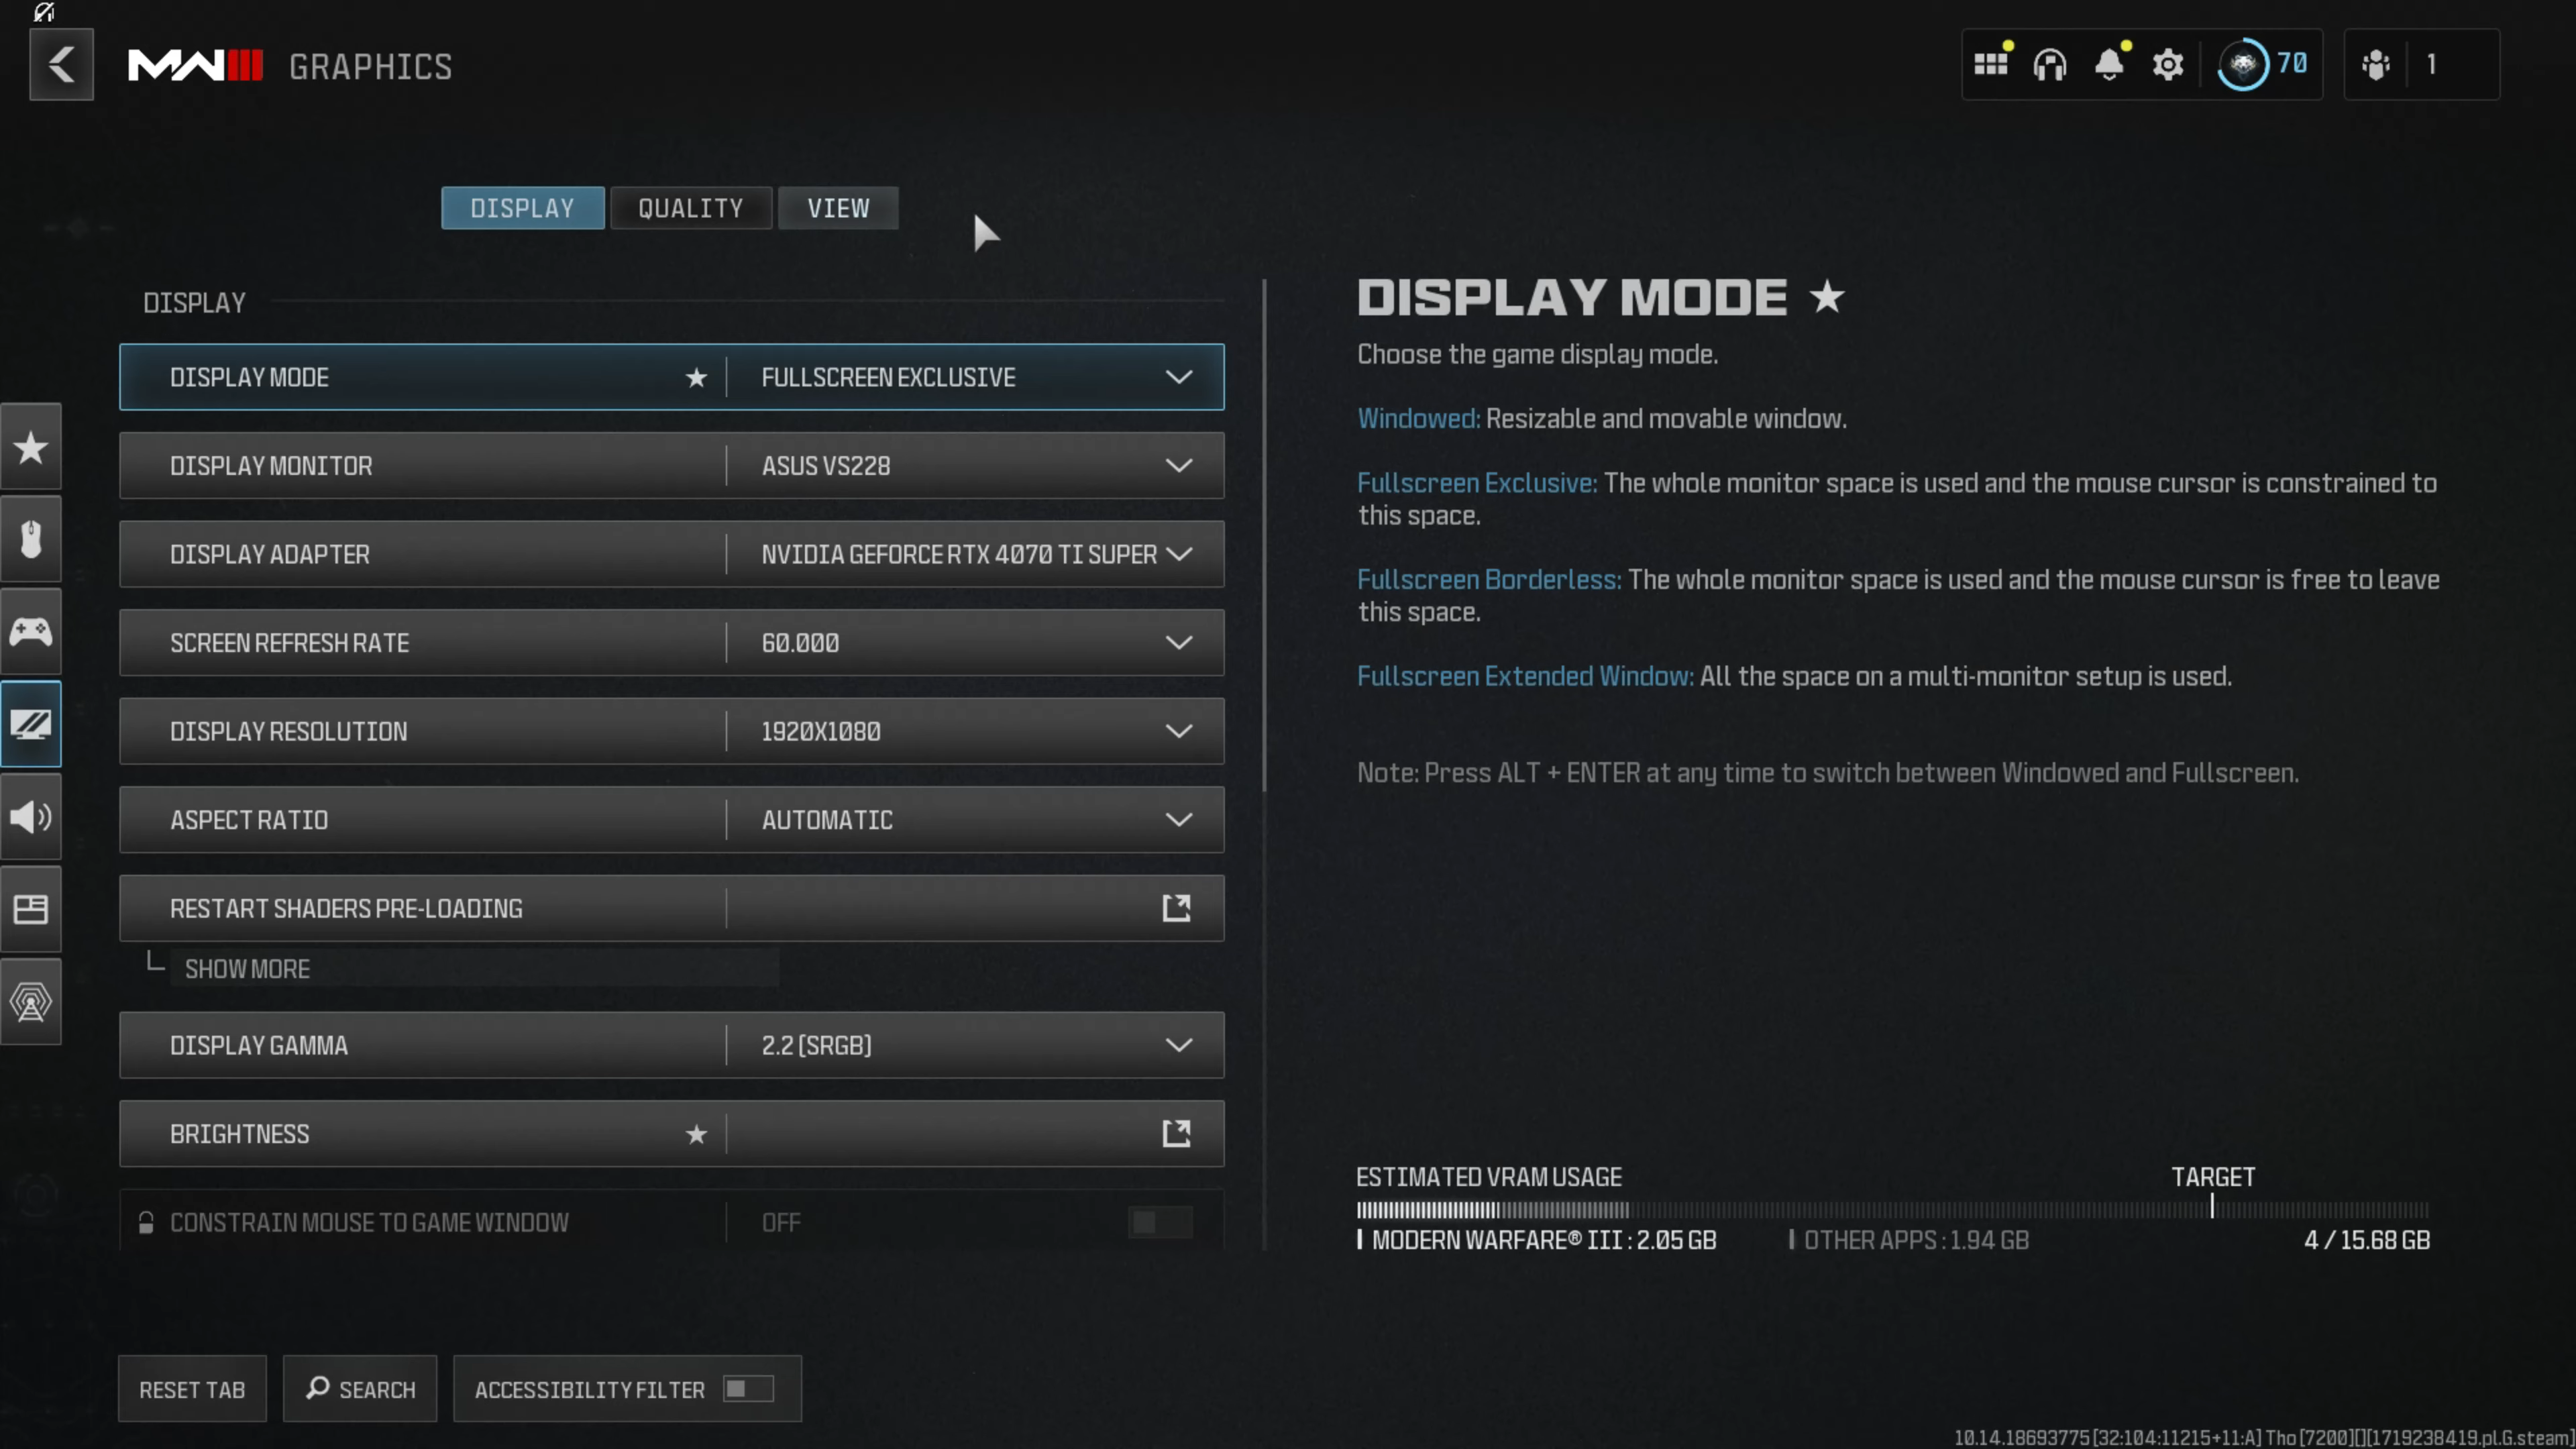 MWIII GRAPHICS
70
1
DISPLAY QUALITY VIEW
DISPLAY
DISPLAY MODE FULLSCREEN EXCLUSIVE
DISPLAY MONITOR ASUS VS228
DISPLAY ADAPTER NVIDIA GEFORCE RTX 4070 TI SUPER
SCREEN REFRESH RATE 60.000
DISPLAY RESOLUTION 1920X1080
ASPECT RATIO AUTOMATIC
RESTART SHADERS PRE-LOADING
SHOW MORE
DISPLAY GAMMA 2.2 (SRGB)
BRIGHTNESS
CONSTRAIN MOUSE TO GAME WINDOW OFF
DISPLAY MODE
Choose the game display mode.
Windowed: Resizable and movable window.
Fullscreen Exclusive: The whole monitor space is used and the mouse cursor is constrained to
this space.
Fullscreen Borderless: The whole monitor space is used and the mouse cursor is free to leave
this space.
Fullscreen Extended Window: All the space on a multi-monitor setup is used.
Note: Press ALT + ENTER at any time to switch between Windowed and Fullscreen.
ESTIMATED VRAM USAGE TARGET
MODERN WARFARE® III : 2.05 GB OTHER APPS : 1.94 GB 4 / 15.68 GB
RESET TAB SEARCH ACCESSIBILITY FILTER
10.14.18693775[32:104:11215+11:A] Tho[7200][][1719238419.pl.G.steam]